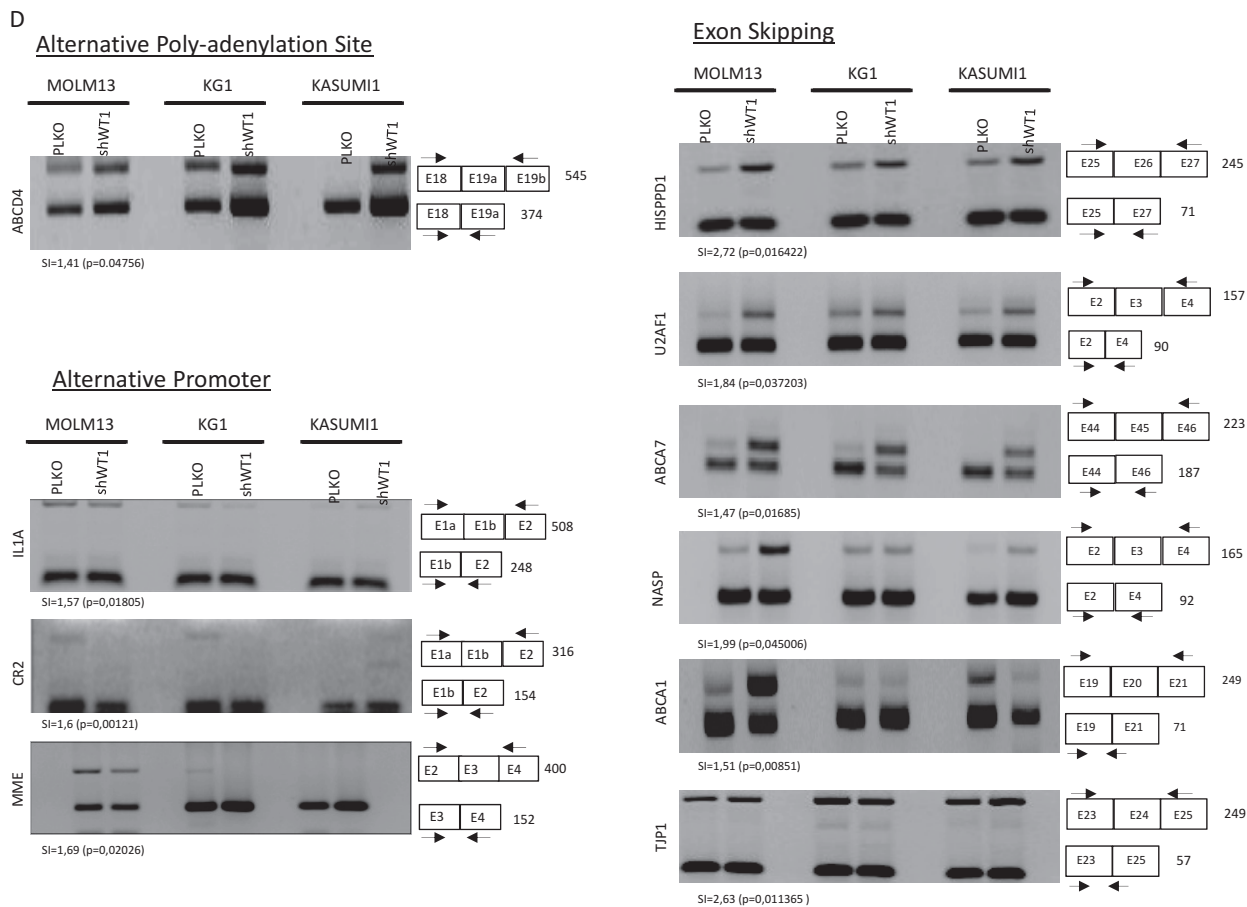 D
Alternative Poly-adenylation Site
MOLM13 KG1 KASUMI1
PLKO shWT1 PLKO shWT1 PLKO shWT1
ABCD4
E18 E19a E19b 545
E18 E19a 374
SI=1,41 (p=0.04756)
Alternative Promoter
MOLM13 KG1 KASUMI1
PLKO shWT1 PLKO shWT1 PLKO shWT1
IL1A
E1a E1b E2 508
E1b E2 248
SI=1,57 (p=0,01805)
CR2
E1a E1b E2 316
E1b E2 154
SI=1,6 (p=0,00121)
MME
E2 E3 E4 400
E3 E4 152
SI=1,69 (p=0,02026)
Exon Skipping
MOLM13 KG1 KASUMI1
PLKO shWT1 PLKO shWT1 PLKO shWT1
HISPPD1
E25 E26 E27 245
E25 E27 71
SI=2,72 (p=0,016422)
U2AF1
E2 E3 E4 157
E2 E4 90
SI=1,84 (p=0,037203)
ABCA7
E44 E45 E46 223
E44 E46 187
SI=1,47 (p=0,01685)
NASP
E2 E3 E4 165
E2 E4 92
SI=1,99 (p=0,045006)
ABCA1
E19 E20 E21 249
E19 E21 71
SI=1,51 (p=0,00851)
TJP1
E23 E24 E25 249
E23 E25 57
SI=2,63 (p=0,011365 )